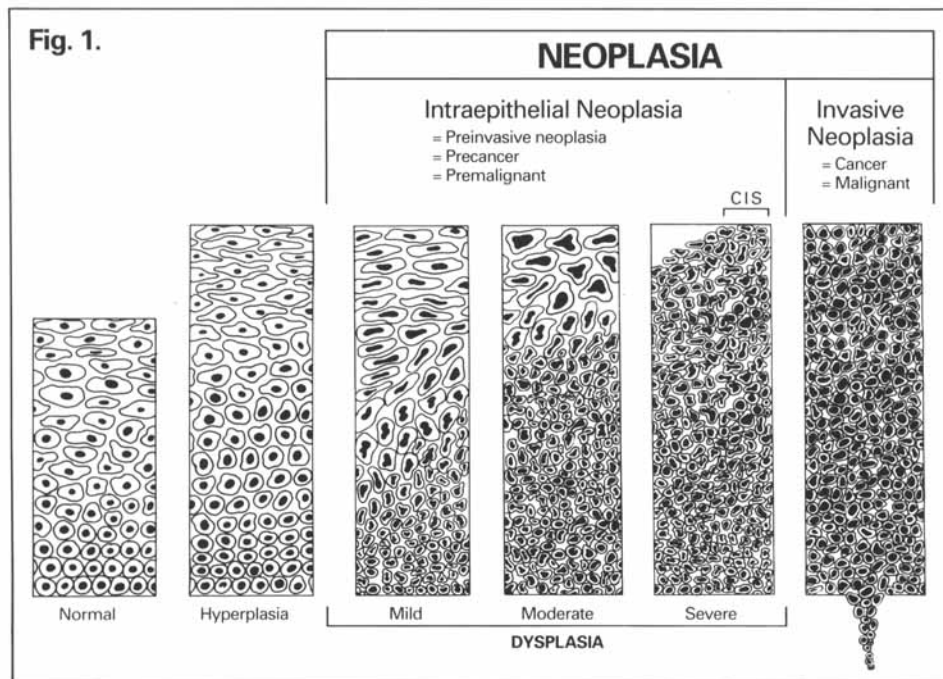 Fig. 1.
NEOPLASIA
Intraepithelial Neoplasia
= Preinvasive neoplasia
= Precancer
= Premalignant
Invasive
Neoplasia
= Cancer
= Malignant
CIS
Normal
Hyperplasia
Mild
Moderate
Severe
DYSPLASIA